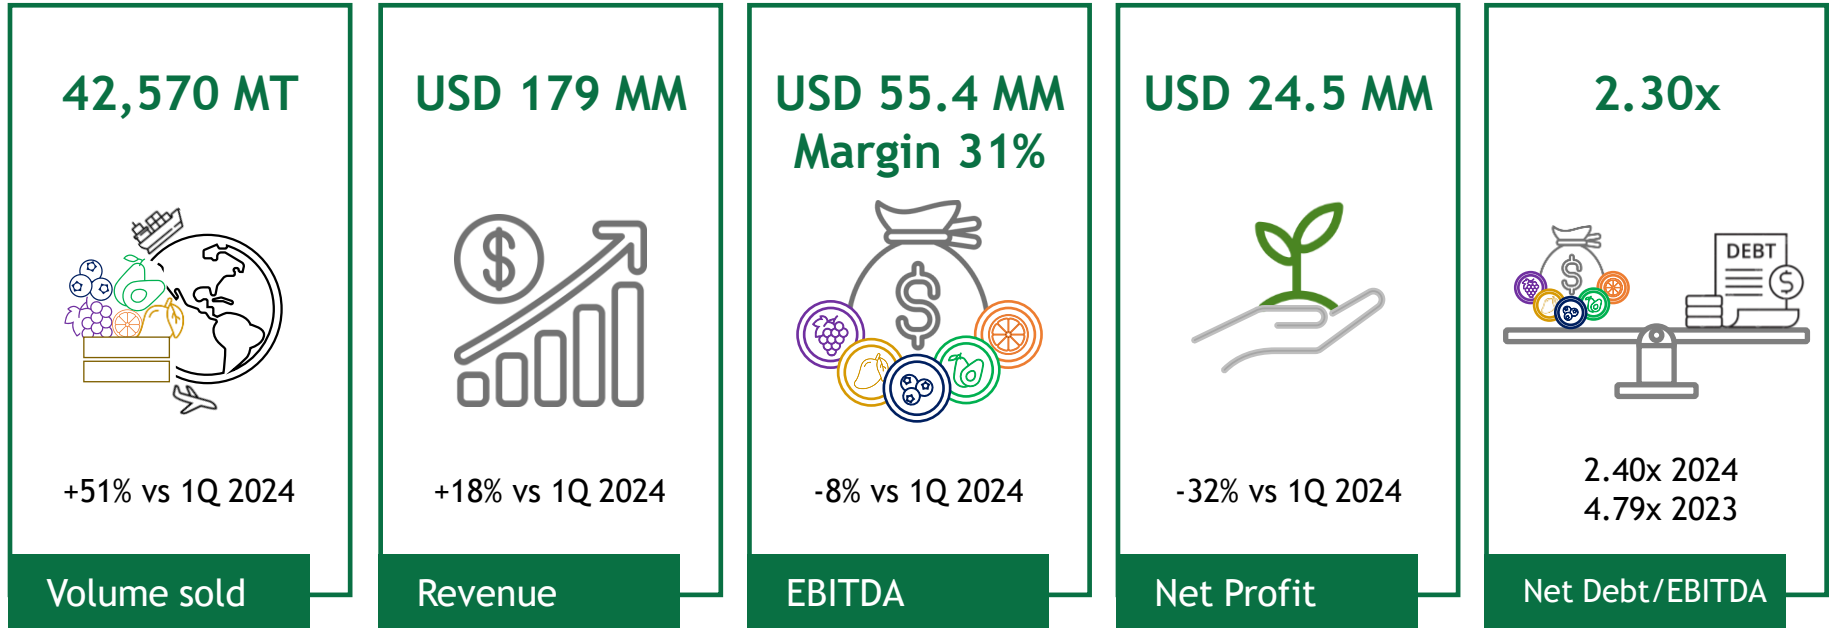 42,570 MT
+51% vs 1Q 2024
Volume sold
USD 179 MM
$
+18% vs 1Q 2024
Revenue
USD 55.4 MM
Margin 31%
$
-8% vs 1Q 2024
EBITDA
USD 24.5 MM
-32% vs 1Q 2024
Net Profit
2.30x
DEBT
$
$
2.40x 2024
4.79x 2023
Net Debt/EBITDA